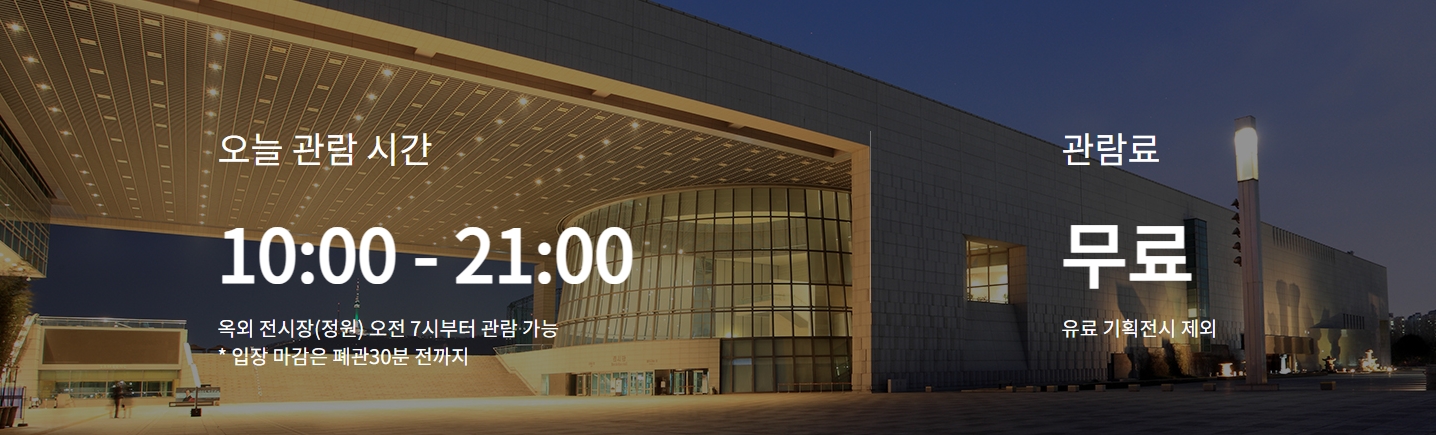 오늘 관람 시간
10:00 - 21:00
옥외 전시장(정원) 오전 7시부터 관람 가능
* 입장 마감은 폐관30분 전까지
관람료
무료
유료 기획전시 제외